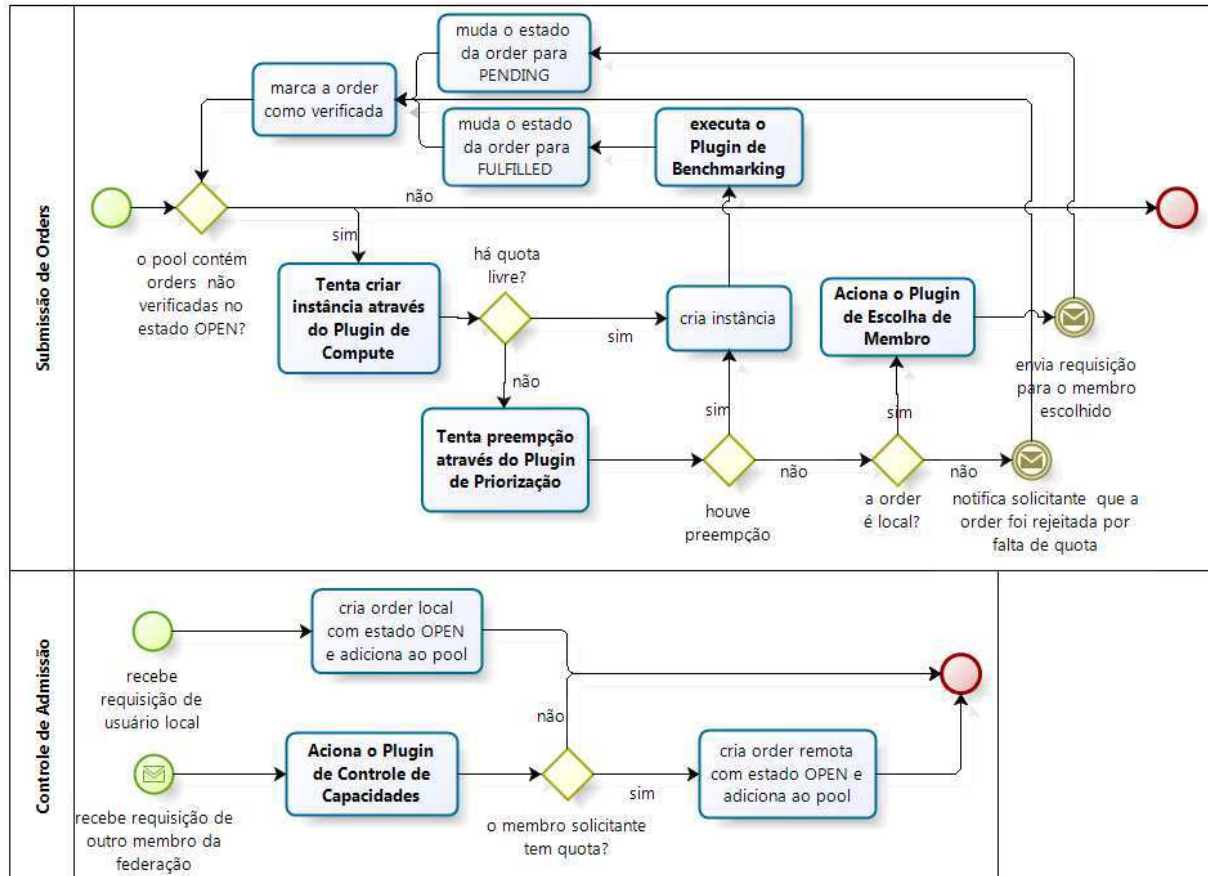 Submissão de Orders
muda o estado
da order para
PENDING
marca a order
como verificada
muda o estado
da order para
FULFILLED
executa o
Plugin de
Benchmarking
não
sim
o pool contém
orders não
verificadas no
estado OPEN?
Tenta criar
instância através
do Plugin de
Compute
há quota
livre?
sim
não
cria instância
Aciona o Plugin
de Escolha de
Membro
envia requisição
para o membro
escolhido
Tenta preempção
através do Plugin
de Priorização
sim
não
houve
preempção
sim
não
a order
é local?
notifica solicitante que a
order foi rejeitada por
falta de quota
Controle de Admissão
recebe
requisição de
usuário local
cria order local
com estado OPEN
e adiciona ao pool
recebe requisição de
outro membro da
federação
Aciona o Plugin
de Controle de
Capacidades
não
sim
o membro solicitante
tem quota?
cria order remota
com estado OPEN e
adiciona ao pool